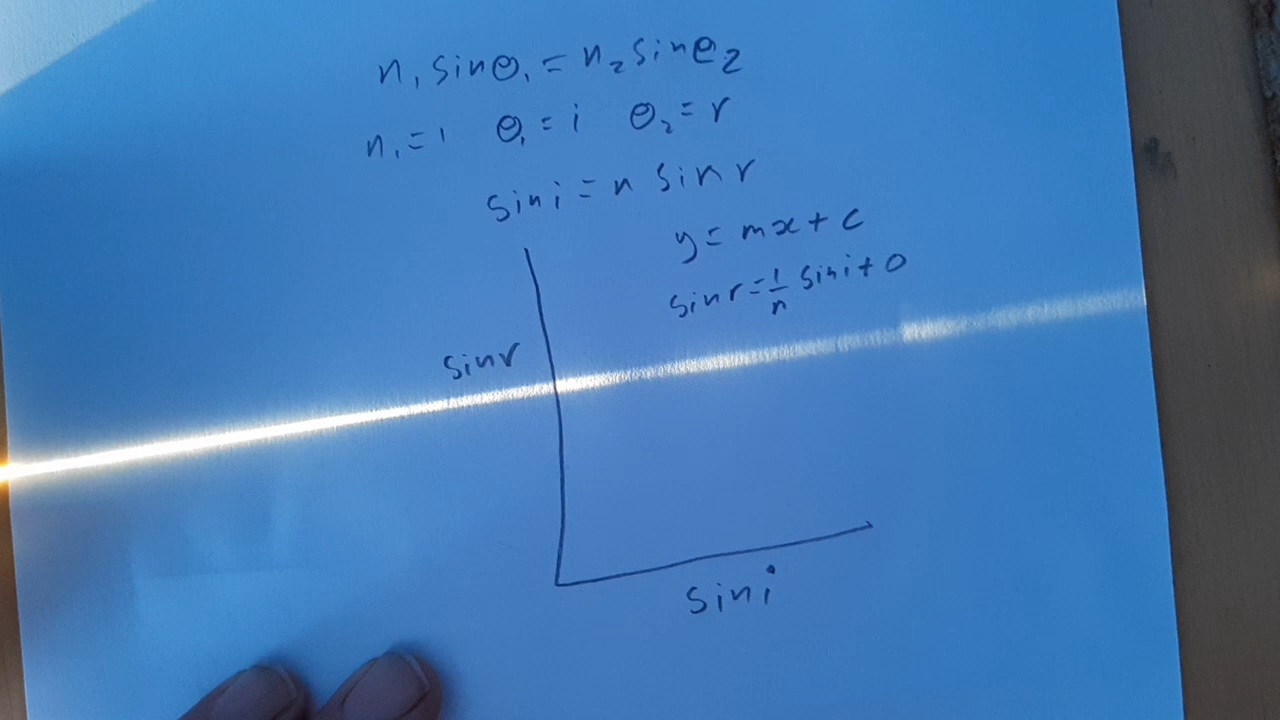 n₁ sinθ₁ = n₂ sinθ₂
n₁ = 1 θ₁ = i θ₂ = r
sin i = n sin r
y = mx + c
sin r = 1/n sin i + 0
sin r
sin i